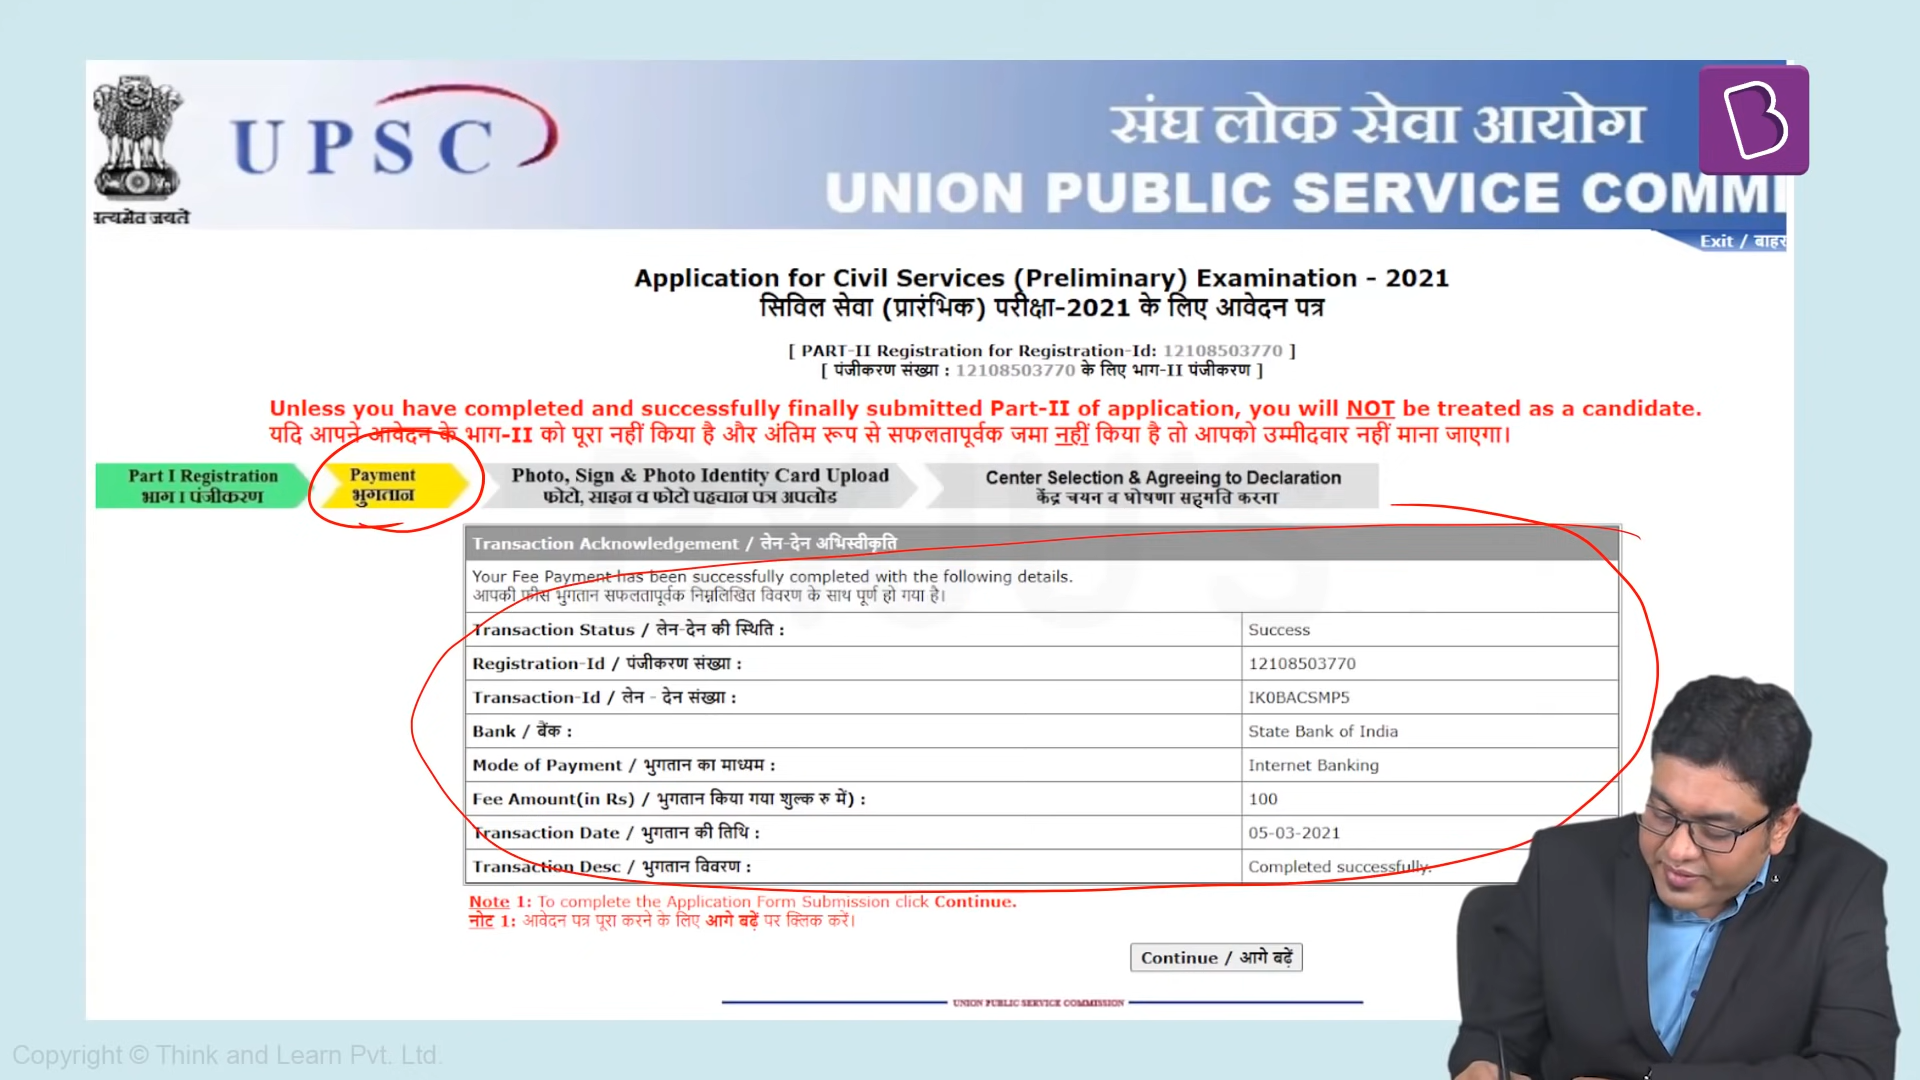 सत्यमेव जयते
UPSC
संघ लोक सेवा आयोग
UNION PUBLIC SERVICE COMMI
B
Exit / बाहर
Application for Civil Services (Preliminary) Examination - 2021
सिविल सेवा (प्रारंभिक) परीक्षा-2021 के लिए आवेदन पत्र
[ PART-II Registration for Registration-Id: 12108503770 ]
[ पंजीकरण संख्या : 12108503770 के लिए भाग-II पंजीकरण ]
Unless you have completed and successfully finally submitted Part-II of application, you will NOT be treated as a candidate.
यदि आपने आवेदन के भाग-II को पूरा नहीं किया है और अंतिम रूप से सफलतापूर्वक जमा नहीं किया है तो आपको उम्मीदवार नहीं माना जाएगा।
Part I Registration
भाग I पंजीकरण
Payment
भुगतान
Photo, Sign & Photo Identity Card Upload
फोटो, साइन व फोटो पहचान पत्र अपलोड
Center Selection & Agreeing to Declaration
केंद्र चयन व घोषणा सहमति करना
Transaction Acknowledgement / लेन-देन अभिस्वीकृति
Your Fee Payment has been successfully completed with the following details.
आपकी फीस भुगतान सफलतापूर्वक निम्नलिखित विवरण के साथ पूर्ण हो गया है।
Transaction Status / लेन-देन की स्थिति : Success
Registration-Id / पंजीकरण संख्या : 12108503770
Transaction-Id / लेन - देन संख्या : IK0BACSMP5
Bank / बैंक : State Bank of India
Mode of Payment / भुगतान का माध्यम : Internet Banking
Fee Amount(in Rs) / भुगतान किया गया शुल्क रु में) : 100
Transaction Date / भुगतान की तिथि : 05-03-2021
Transaction Desc / भुगतान विवरण : Completed successfully.
Note 1: To complete the Application Form Submission click Continue.
नोट 1: आवेदन पत्र पूरा करने के लिए आगे बढ़ें पर क्लिक करें।
Continue / आगे बढ़ें
UNION PUBLIC SERVICE COMMISSION
Copyright © Think and Learn Pvt. Ltd.